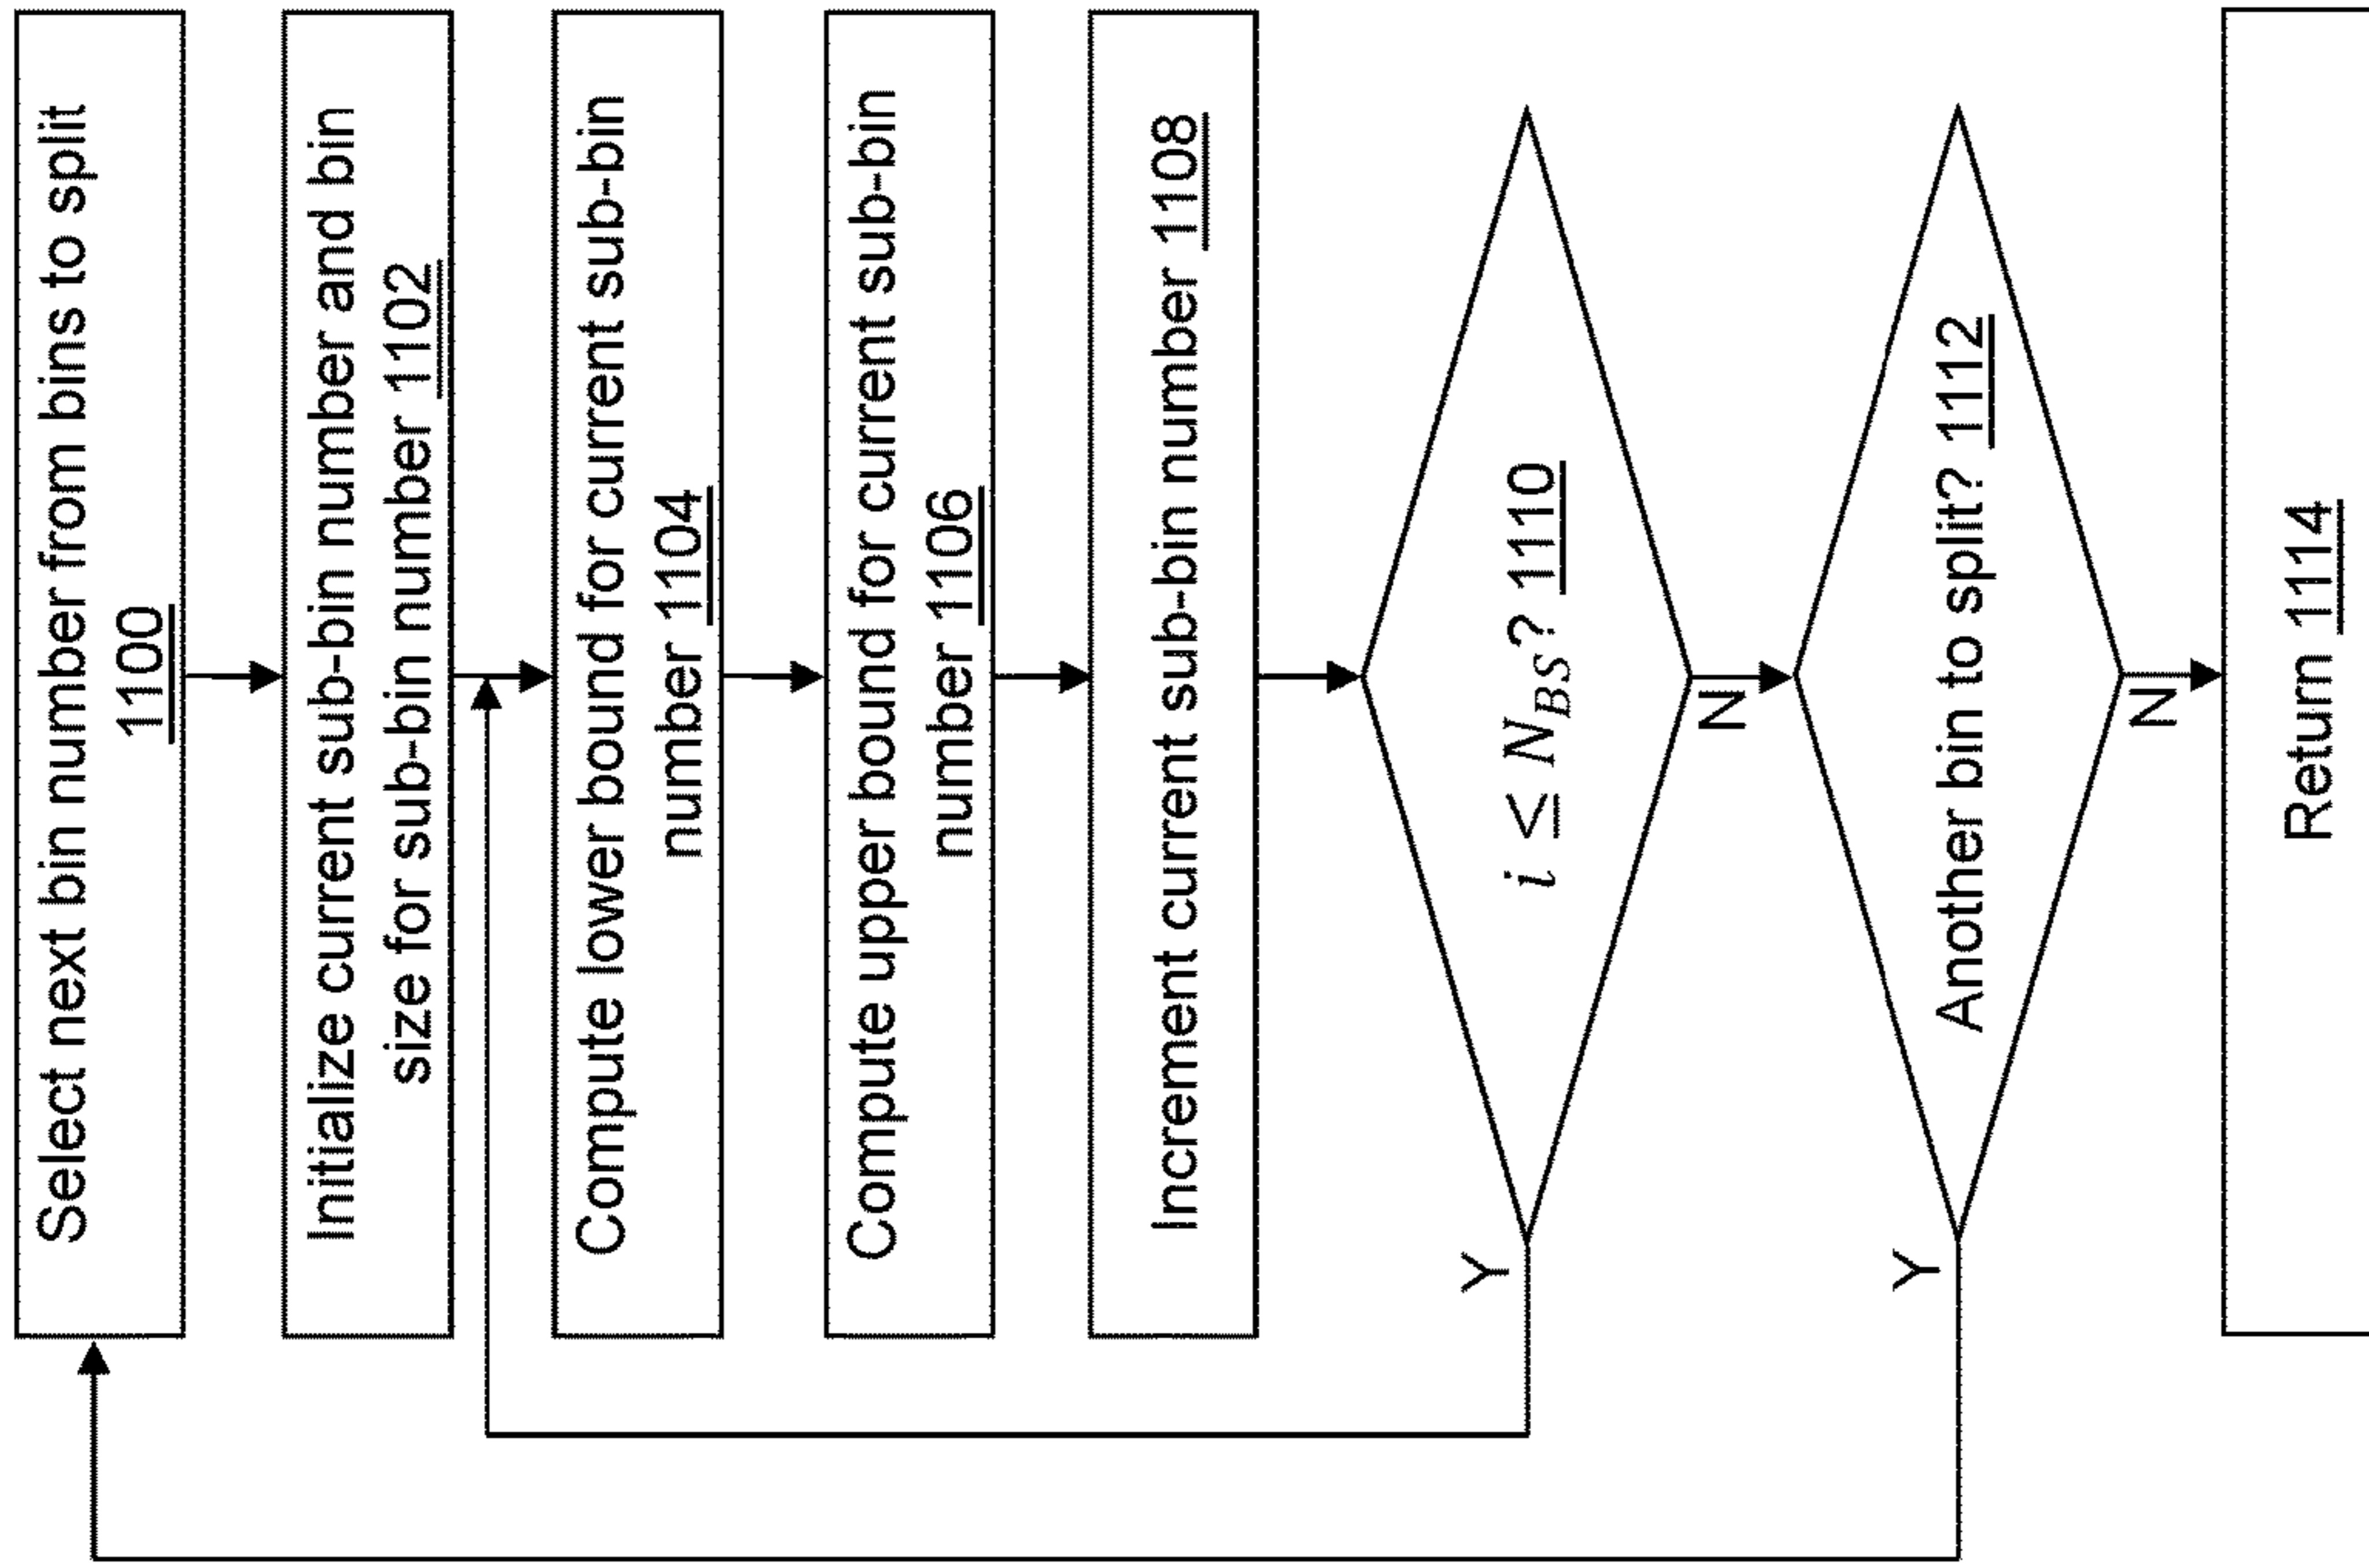 Select next bin number from bins to split
1100
Initialize current sub-bin number and bin
size for sub-bin number 1102
Compute lower bound for current sub-bin
number 1104
Compute upper bound for current sub-bin
number 1106
Increment current sub-bin number 1108
i ≤ N_{BS}? 1110
Y
N
Another bin to split? 1112
Y
N
Return 1114